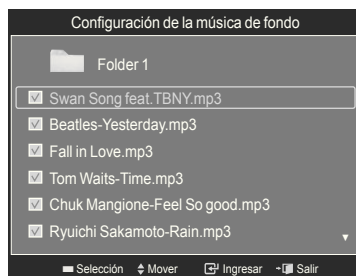 Configuración de la música de fondo
Folder 1
Swan Song feat.TBNY.mp3
Beatles-Yesterday.mp3
Fall in Love.mp3
Tom Waits-Time.mp3
Chuk Mangione-Feel So good.mp3
Ryuichi Sakamoto-Rain.mp3
Selección Mover Ingresar Salir